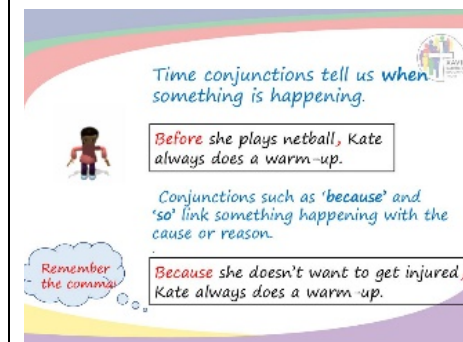 Time conjunctions tell us when
something is happening.
Before she plays netball, Kate
always does a warm-up.
Conjunctions such as 'because' and
'so' link something happening with the
cause or reason.
Remember
the comma
Because she doesn't want to get injured,
Kate always does a warm-up.